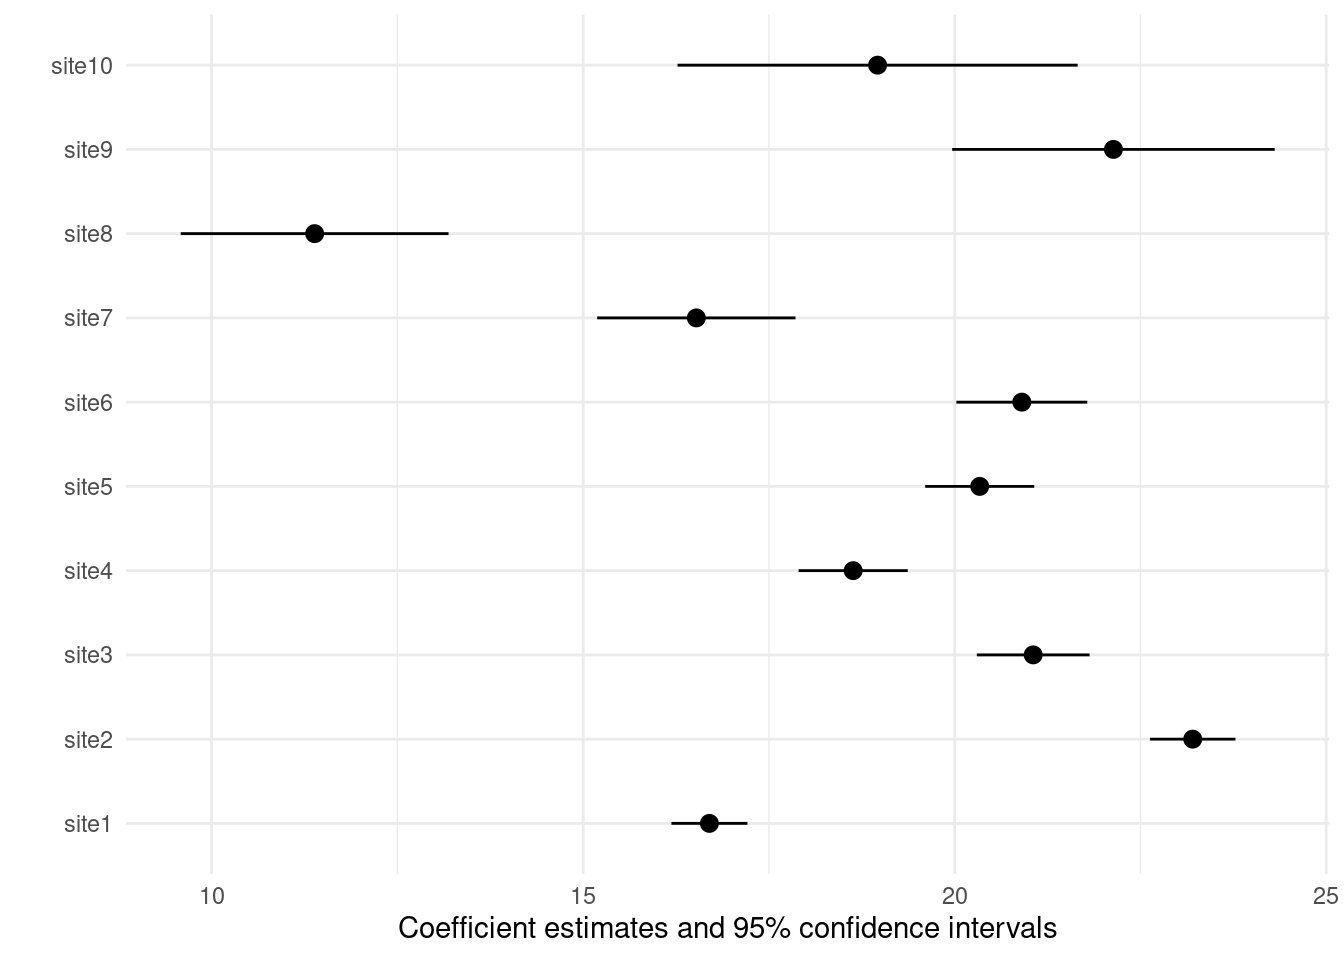 site10
site9
site8
site7
site6
site5
site4
site3
site2
site1
10 15 20 25
Coefficient estimates and 95% confidence intervals